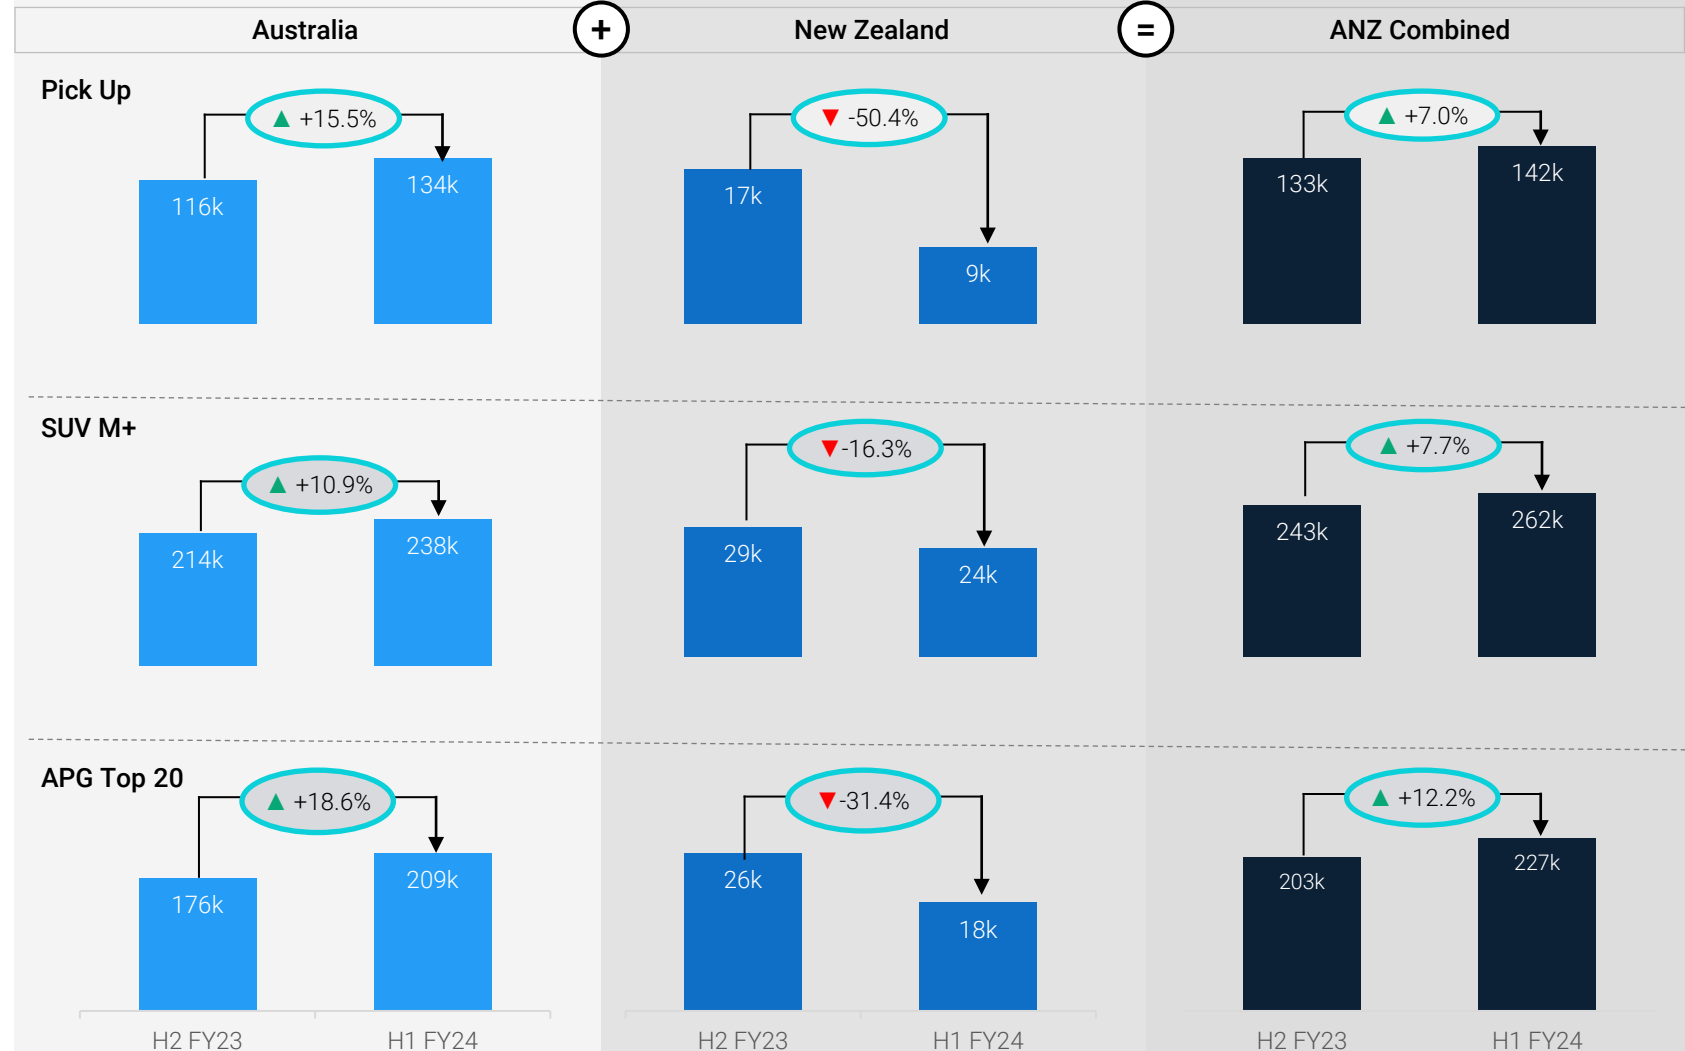 Australia + New Zealand = ANZ Combined
Pick Up
▲ +15.5% ▼ -50.4% ▲ +7.0%
116k 134k 17k 9k 133k 142k
SUV M+
▲ +10.9% ▼ -16.3% ▲ +7.7%
214k 238k 29k 24k 243k 262k
APG Top 20
▲ +18.6% ▼ -31.4% ▲ +12.2%
176k 209k 26k 18k 203k 227k
H2 FY23 H1 FY24 H2 FY23 H1 FY24 H2 FY23 H1 FY24